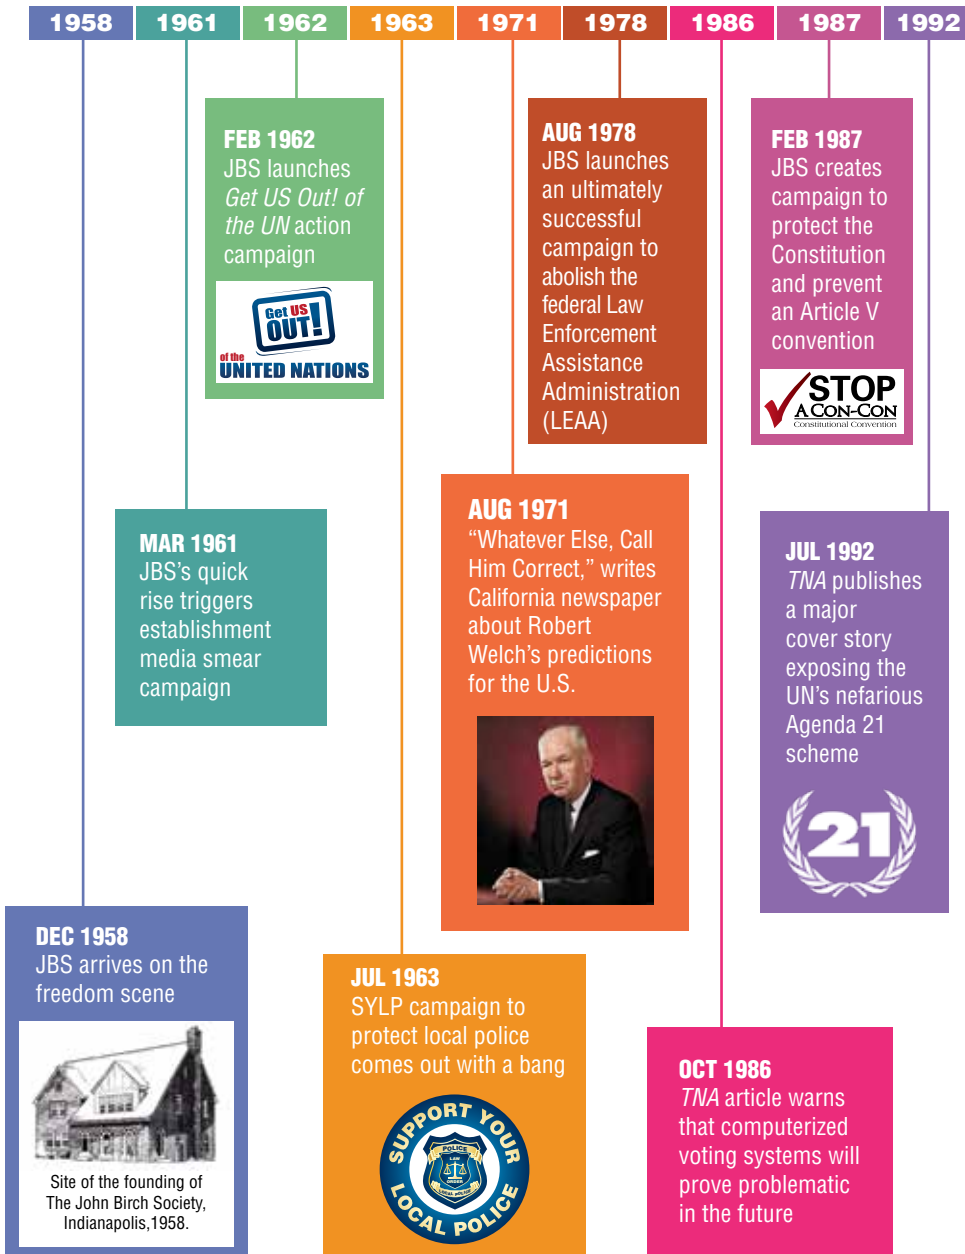 1958 1961 1962 1963 1971 1978 1986 1987 1992
FEB 1962
JBS launches
Get US Out! of
the UN action
campaign
Get US
OUT!
of the
UNITED NATIONS
AUG 1978
JBS launches
an ultimately
successful
campaign to
abolish the
federal Law
Enforcement
Assistance
Administration
(LEAA)
FEB 1987
JBS creates
campaign to
protect the
Constitution
and prevent
an Article V
convention
STOP
A CON-CON
Constitutional Convention
MAR 1961
JBS’s quick
rise triggers
establishment
media smear
campaign
AUG 1971
“Whatever Else, Call
Him Correct,” writes
California newspaper
about Robert
Welch’s predictions
for the U.S.
JUL 1992
TNA publishes
a major
cover story
exposing the
UN’s nefarious
Agenda 21
scheme
21
DEC 1958
JBS arrives on the
freedom scene
Site of the founding of
The John Birch Society,
Indianapolis,1958.
JUL 1963
SYLP campaign to
protect local police
comes out with a bang
SUPPORT YOUR
POLICE
LAW
ORDER
LOCAL POLICE
LOCAL POLICE
OCT 1986
TNA article warns
that computerized
voting systems will
prove problematic
in the future